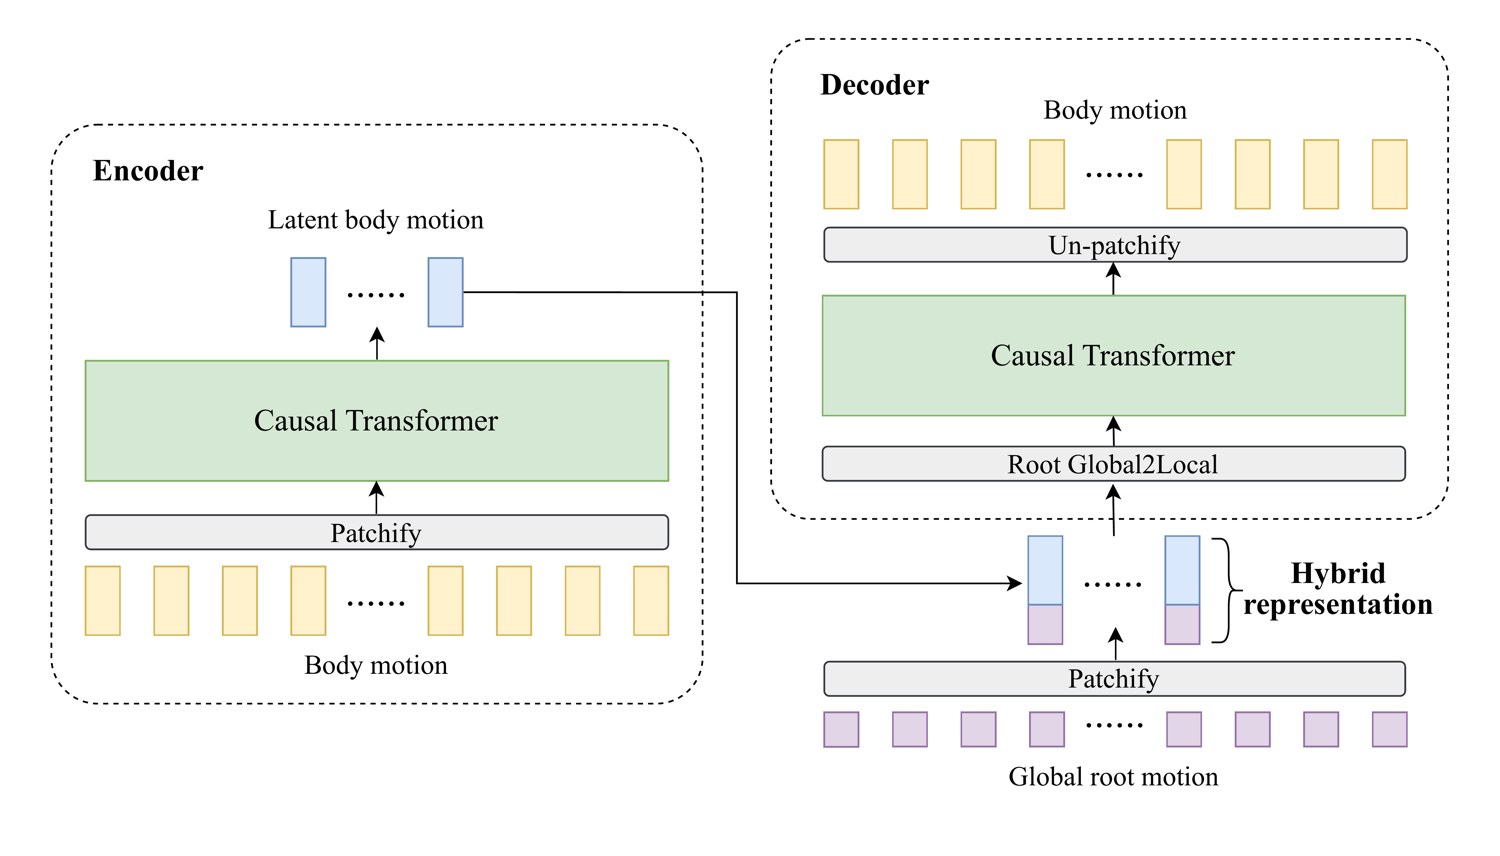 Encoder
Latent body motion
......
Causal Transformer
Patchify
......
Body motion
Decoder
Body motion
......
Un-patchify
Causal Transformer
Root Global2Local
......
Hybrid
representation
Patchify
......
Global root motion